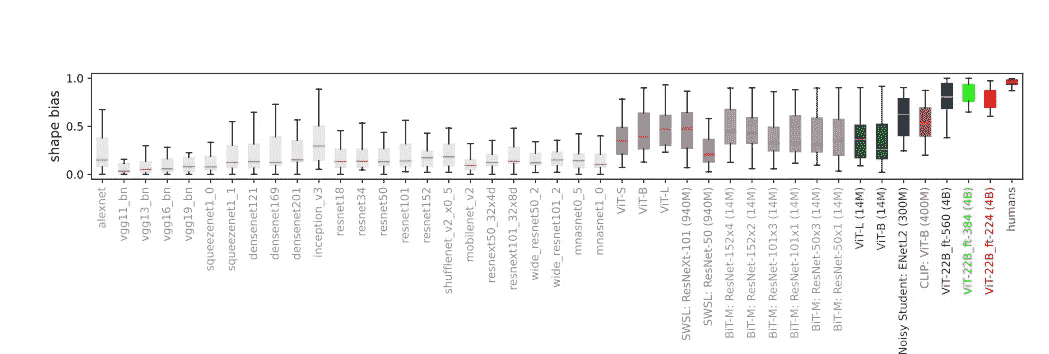 shape bias
1.0
0.5
0.0
alexnet
vgg11_bn
vgg13_bn
vgg16_bn
vgg19_bn
squeezenet1_0
squeezenet1_1
densenet121
densenet169
densenet201
inception_v3
resnet18
resnet34
resnet50
resnet101
resnet152
shufflenet_v2_x0_5
mobilenet_v2
resnext50_32x4d
resnext101_32x8d
wide_resnet50_2
wide_resnet101_2
mnasnet0_5
mnasnet1_0
ViT-S
ViT-B
ViT-L
SWSL: ResNeXt-101 (940M)
SWSL: ResNet-50 (940M)
BiT-M: ResNet-152x4 (14M)
BiT-M: ResNet-152x2 (14M)
BiT-M: ResNet-101x3 (14M)
BiT-M: ResNet-101x1 (14M)
BiT-M: ResNet-50x3 (14M)
BiT-M: ResNet-50x1 (14M)
ViT-L (14M)
ViT-B (14M)
Noisy Student: ENetL2 (300M)
CLIP: ViT-B (400M)
ViT-22B_ft-560 (4B)
ViT-22B_ft-384 (4B)
ViT-22B_ft-224 (4B)
humans